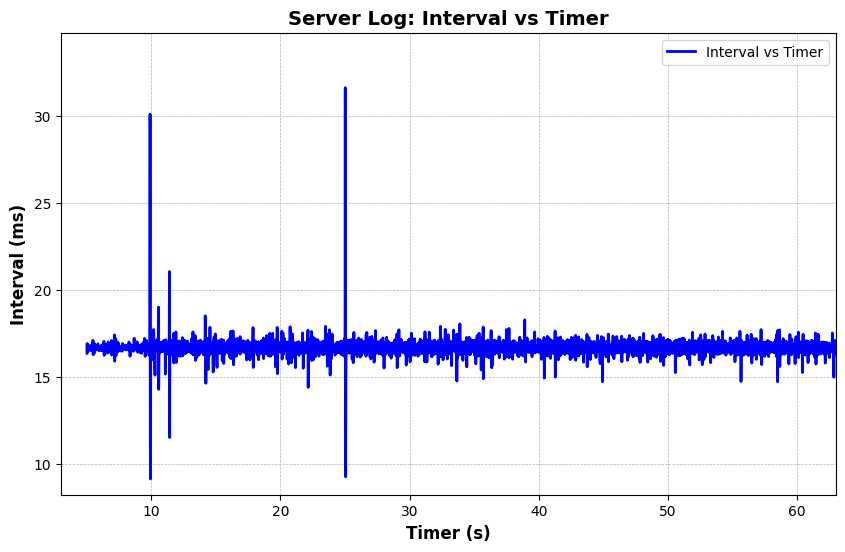 Server Log: Interval vs Timer
Interval vs Timer
30
25
20
15
10
Interval (ms)
10 20 30 40 50 60
Timer (s)